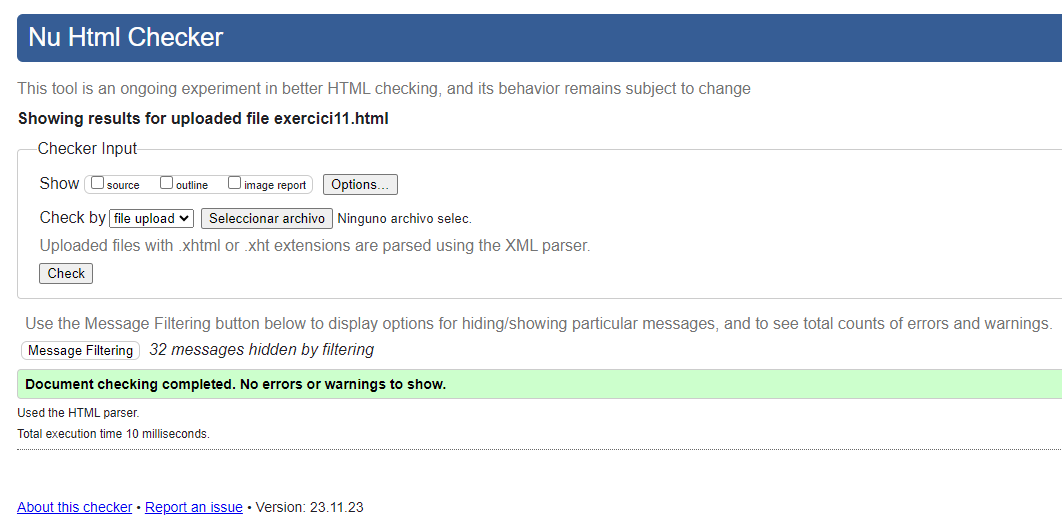 Nu Html Checker
This tool is an ongoing experiment in better HTML checking, and its behavior remains subject to change
Showing results for uploaded file exercici11.html
Checker Input
Show source outline image report Options...
Check by file upload Seleccionar archivo Ninguno archivo selec.
Uploaded files with .xhtml or .xht extensions are parsed using the XML parser.
Check
Use the Message Filtering button below to display options for hiding/showing particular messages, and to see total counts of errors and warnings.
Message Filtering 32 messages hidden by filtering
Document checking completed. No errors or warnings to show.
Used the HTML parser.
Total execution time 10 milliseconds.
About this checker • Report an issue • Version: 23.11.23